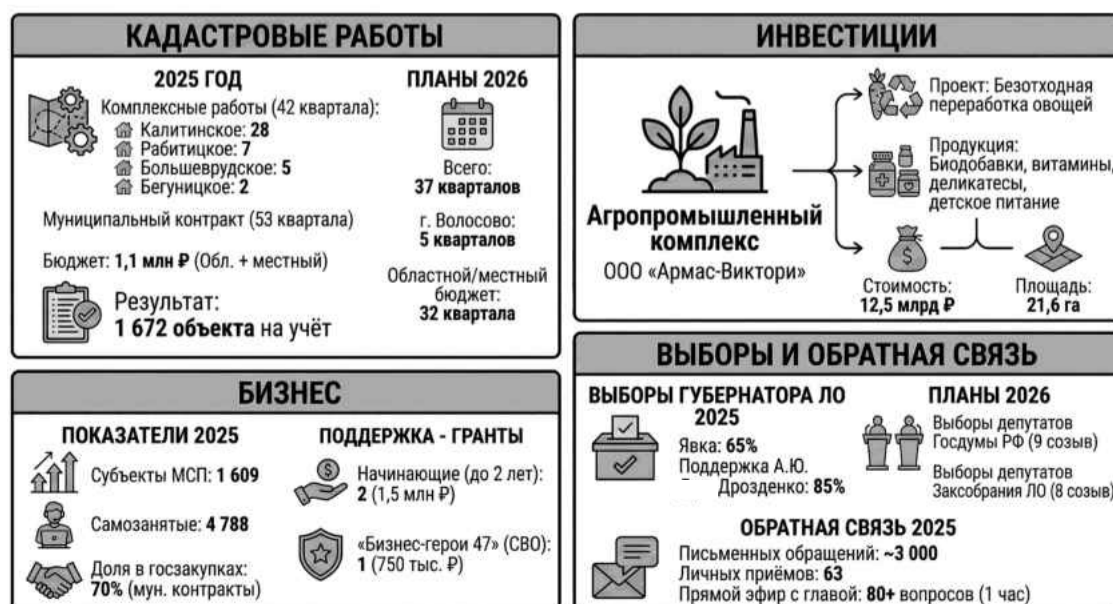 КАДАСТРОВЫЕ РАБОТЫ
2025 ГОД
Комплексные работы (42 квартала):
Калитинское: 28
Рабитицкое: 7
Большеврудское: 5
Бегуницкое: 2
Муниципальный контракт (53 квартала)
Бюджет: 1,1 млн ₽ (Обл. + местный)
Результат:
1 672 объекта на учёт
ПЛАНЫ 2026
Всего:
37 кварталов
г. Волосово:
5 кварталов
Областной/местный
бюджет:
32 квартала
ИНВЕСТИЦИИ
Агропромышленный
комплекс
ООО «Армас-Виктори»
Проект: Безотходная
переработка овощей
Продукция:
Биодобавки, витамины,
деликатесы,
детское питание
$
Стоимость:
12,5 млрд ₽
Площадь:
21,6 га
БИЗНЕС
ПОКАЗАТЕЛИ 2025
Субъекты МСП: 1 609
Самозанятые: 4 788
Доля в госзакупках:
70% (мун. контракты)
ПОДДЕРЖКА - ГРАНТЫ
$
Начинающие (до 2 лет):
2 (1,5 млн ₽)
«Бизнес-герои 47» (СВО):
1 (750 тыс. ₽)
ВЫБОРЫ И ОБРАТНАЯ СВЯЗЬ
ВЫБОРЫ ГУБЕРНАТОРА ЛО
2025
Явка: 65%
Поддержка А.Ю.
Дрозденко: 85%
ПЛАНЫ 2026
Выборы депутатов
Госдумы РФ (9 созыв)
Выборы депутатов
Заксобрания ЛО (8 созыв)
ОБРАТНАЯ СВЯЗЬ 2025
Письменных обращений: ~3 000
Личных приёмов: 63
Прямой эфир с главой: 80+ вопросов (1 час)